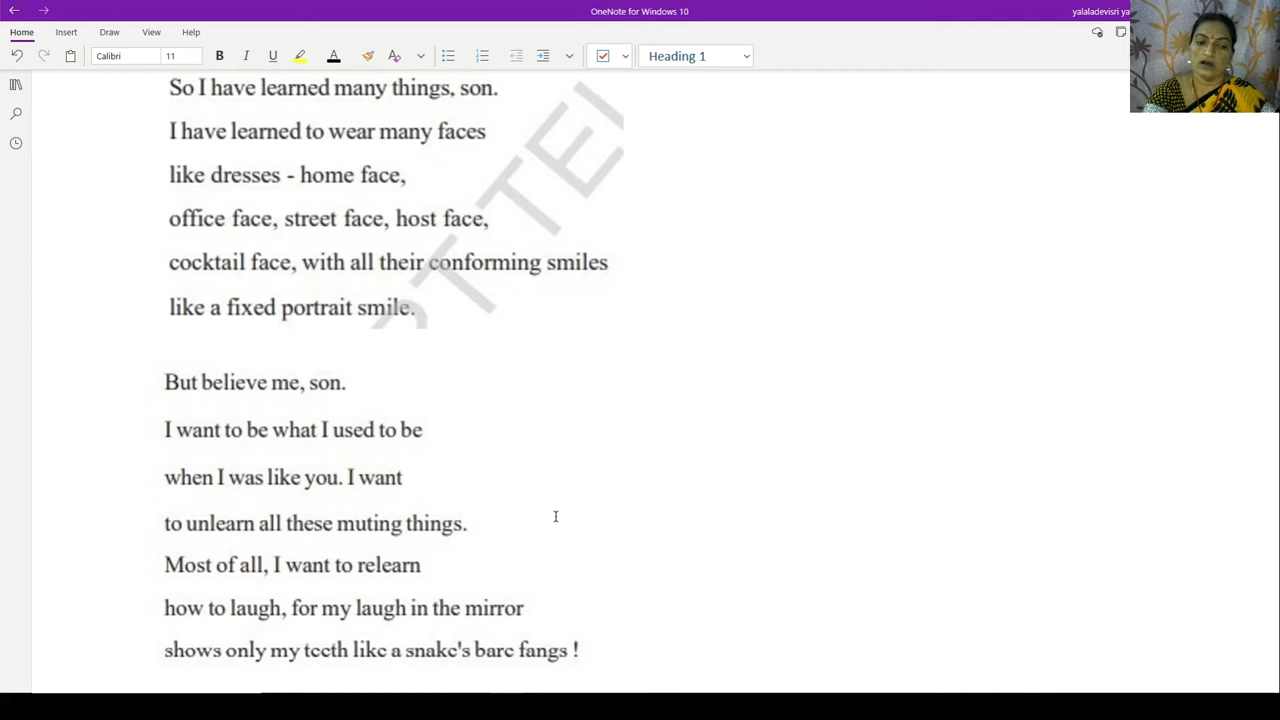 OneNote for Windows 10
yalaladevisri ya
Home Insert Draw View Help
Calibri 11 B I U A Heading 1
So I have learned many things, son.
I have learned to wear many faces
like dresses - home face,
office face, street face, host face,
cocktail face, with all their conforming smiles
like a fixed portrait smile.
But believe me, son.
I want to be what I used to be
when I was like you. I want
to unlearn all these muting things.
Most of all, I want to relearn
how to laugh, for my laugh in the mirror
shows only my teeth like a snake's bare fangs !